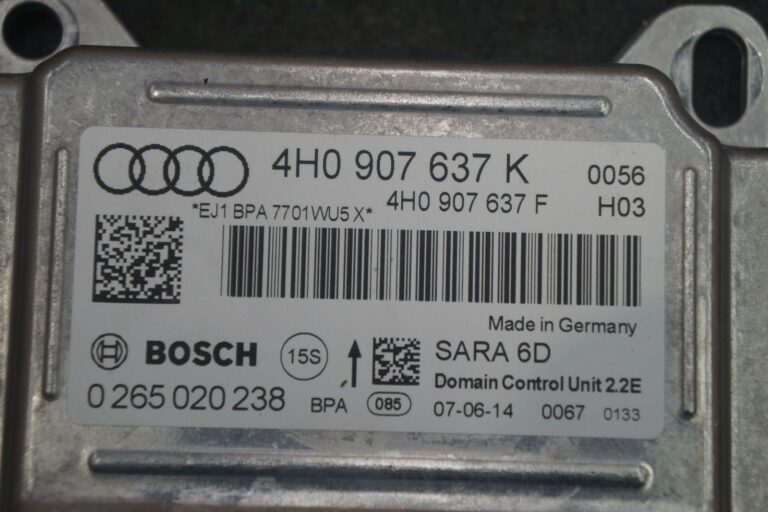 4H0 907 637 K 0056
*EJ1 BPA 7701WU5 X* 4H0 907 637 F H03
Made in Germany
BOSCH 15S SARA 6D
Domain Control Unit 2.2E
0 265 020 238 BPA 085 07-06-14 0067 0133